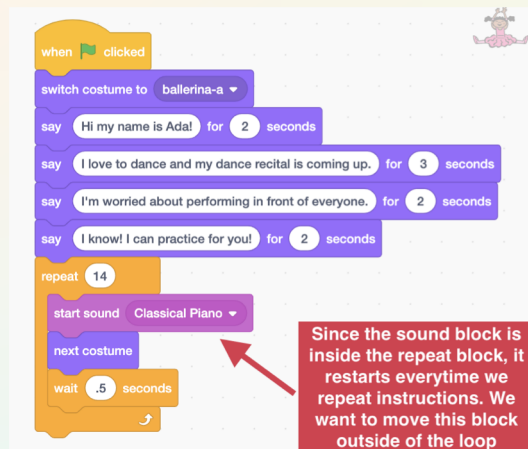 when clicked
switch costume to ballerina-a
say Hi my name is Ada! for 2 seconds
say I love to dance and my dance recital is coming up. for 3 seconds
say I'm worried about performing in front of everyone. for 2 seconds
say I know! I can practice for you! for 2 seconds
repeat 14
start sound Classical Piano
next costume
wait .5 seconds
Since the sound block is
inside the repeat block, it
restarts everytime we
repeat instructions. We
want to move this block
outside of the loop